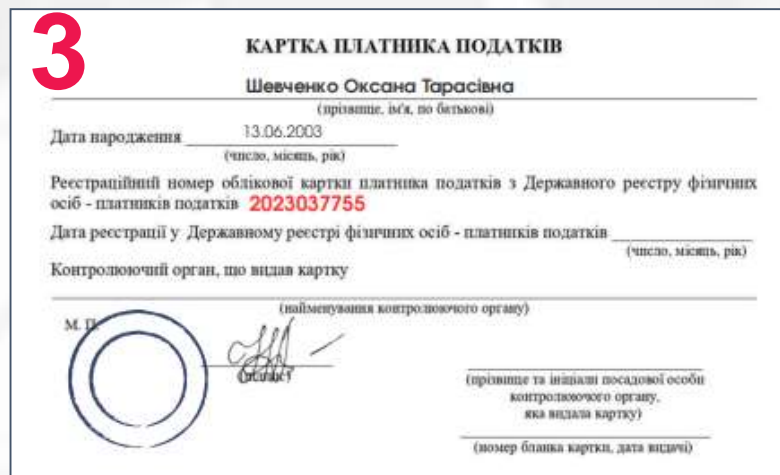 3
КАРТКА ПЛАТНИКА ПОДАТКІВ
Шевченко Оксана Тарасівна
(прізвище, ім'я, по батькові)
Дата народження 13.06.2003
(число, місяць, рік)
Реєстраційний номер облікової картки платника податків з Державного реєстру фізичних
осіб - платників податків 2023037755
Дата реєстрації у Державному реєстрі фізичних осіб - платників податків
(число, місяць, рік)
Контролюючий орган, що видав картку
(найменування контролюючого органу)
М. П.
(підпис)
(прізвище та ініціали посадової особи
контролюючого органу,
яка видала картку)
(номер бланка картки, дата видачі)